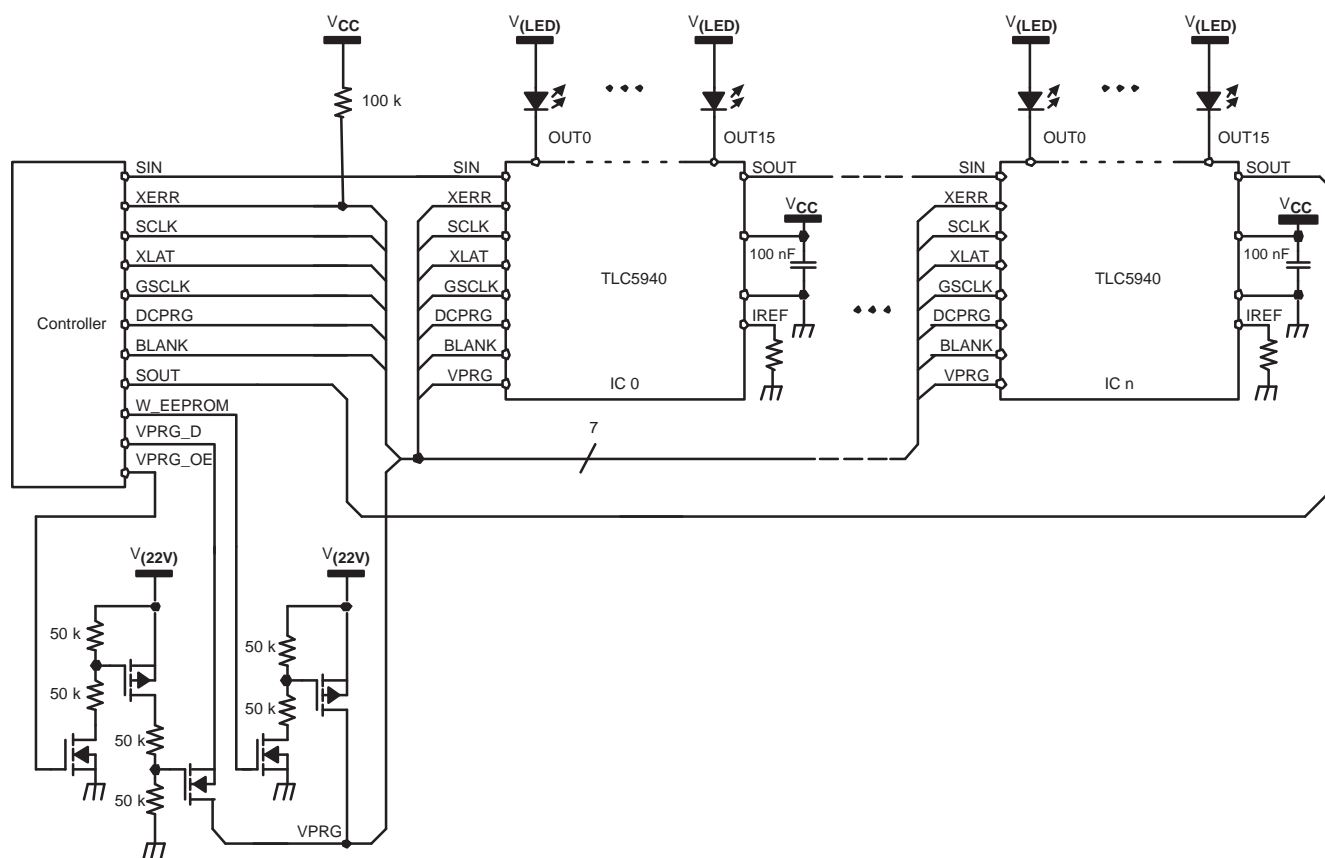 VCC
V(LED)
V(LED)
V(LED)
V(LED)
100 k
OUT0
OUT15
OUT0
OUT15
Controller
SIN
XERR
SCLK
XLAT
GSCLK
DCPRG
BLANK
SOUT
W_EEPROM
VPRG_D
VPRG_OE
SIN
XERR
SCLK
XLAT
GSCLK
DCPRG
BLANK
VPRG
TLC5940
IC 0
SOUT
VCC
100 nF
IREF
SIN
XERR
SCLK
XLAT
GSCLK
DCPRG
BLANK
VPRG
TLC5940
IC n
SOUT
VCC
100 nF
IREF
7
V(22V)
50 k
50 k
50 k
50 k
V(22V)
50 k
50 k
VPRG